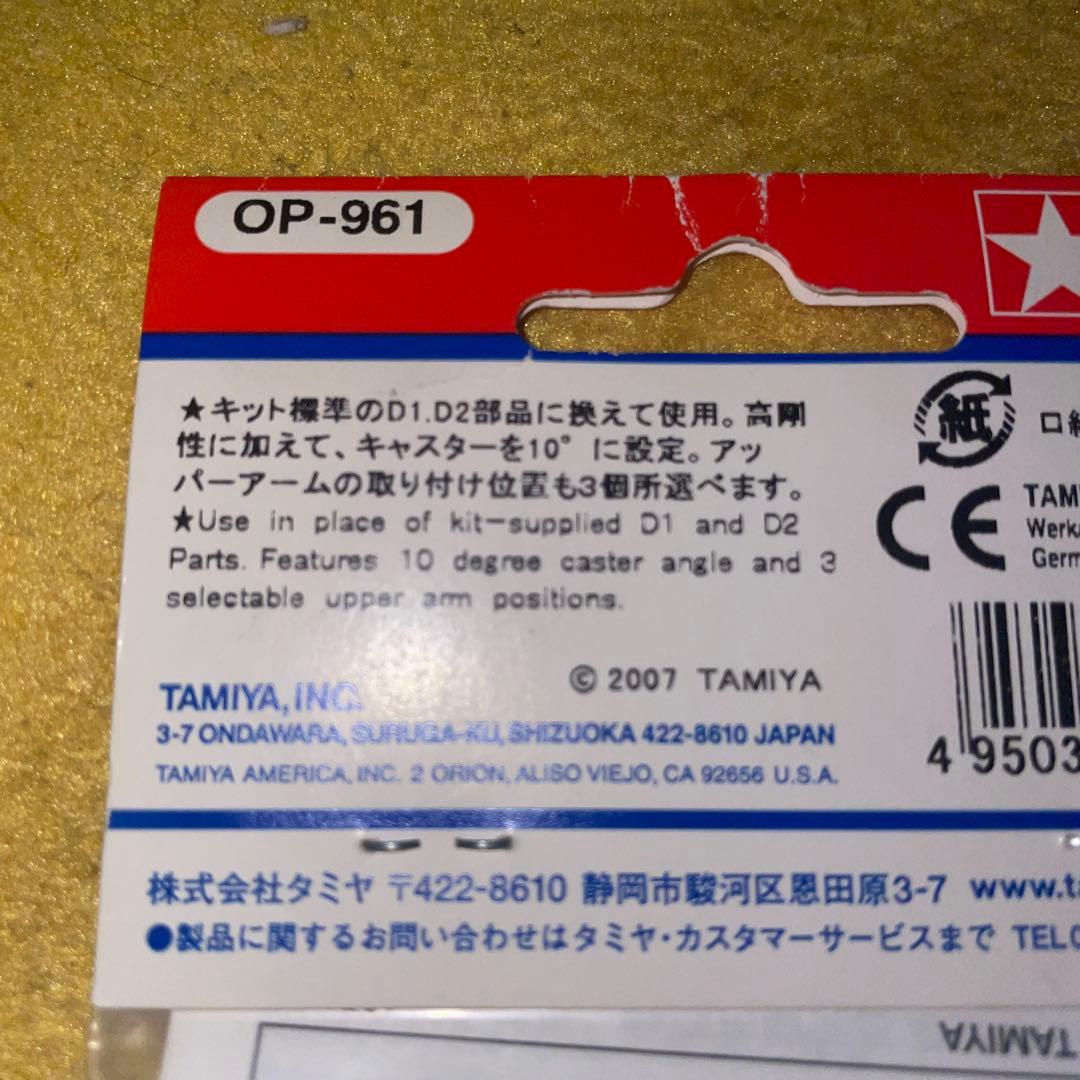 OP-961
★キット標準のD1.D2部品に換えて使用。高剛
性に加えて、キャスターを10°に設定。アッ
パーアームの取り付け位置も3個所選べます。
★Use in place of kit-supplied D1 and D2
Parts. Features 10 degree caster angle and 3
selectable upper arm positions.
© 2007 TAMIYA
TAMIYA, INC.
3-7 ONDAWARA, SURUGA-KU, SHIZUOKA 422-8610 JAPAN
TAMIYA AMERICA, INC. 2 ORION, ALISO VIEJO, CA 92656 U.S.A.
紙
CE
4 9503
株式会社タミヤ 〒422-8610 静岡市駿河区恩田原3-7 www.ta
●製品に関するお問い合わせはタミヤ・カスタマーサービスまで TEL
TAMIYA